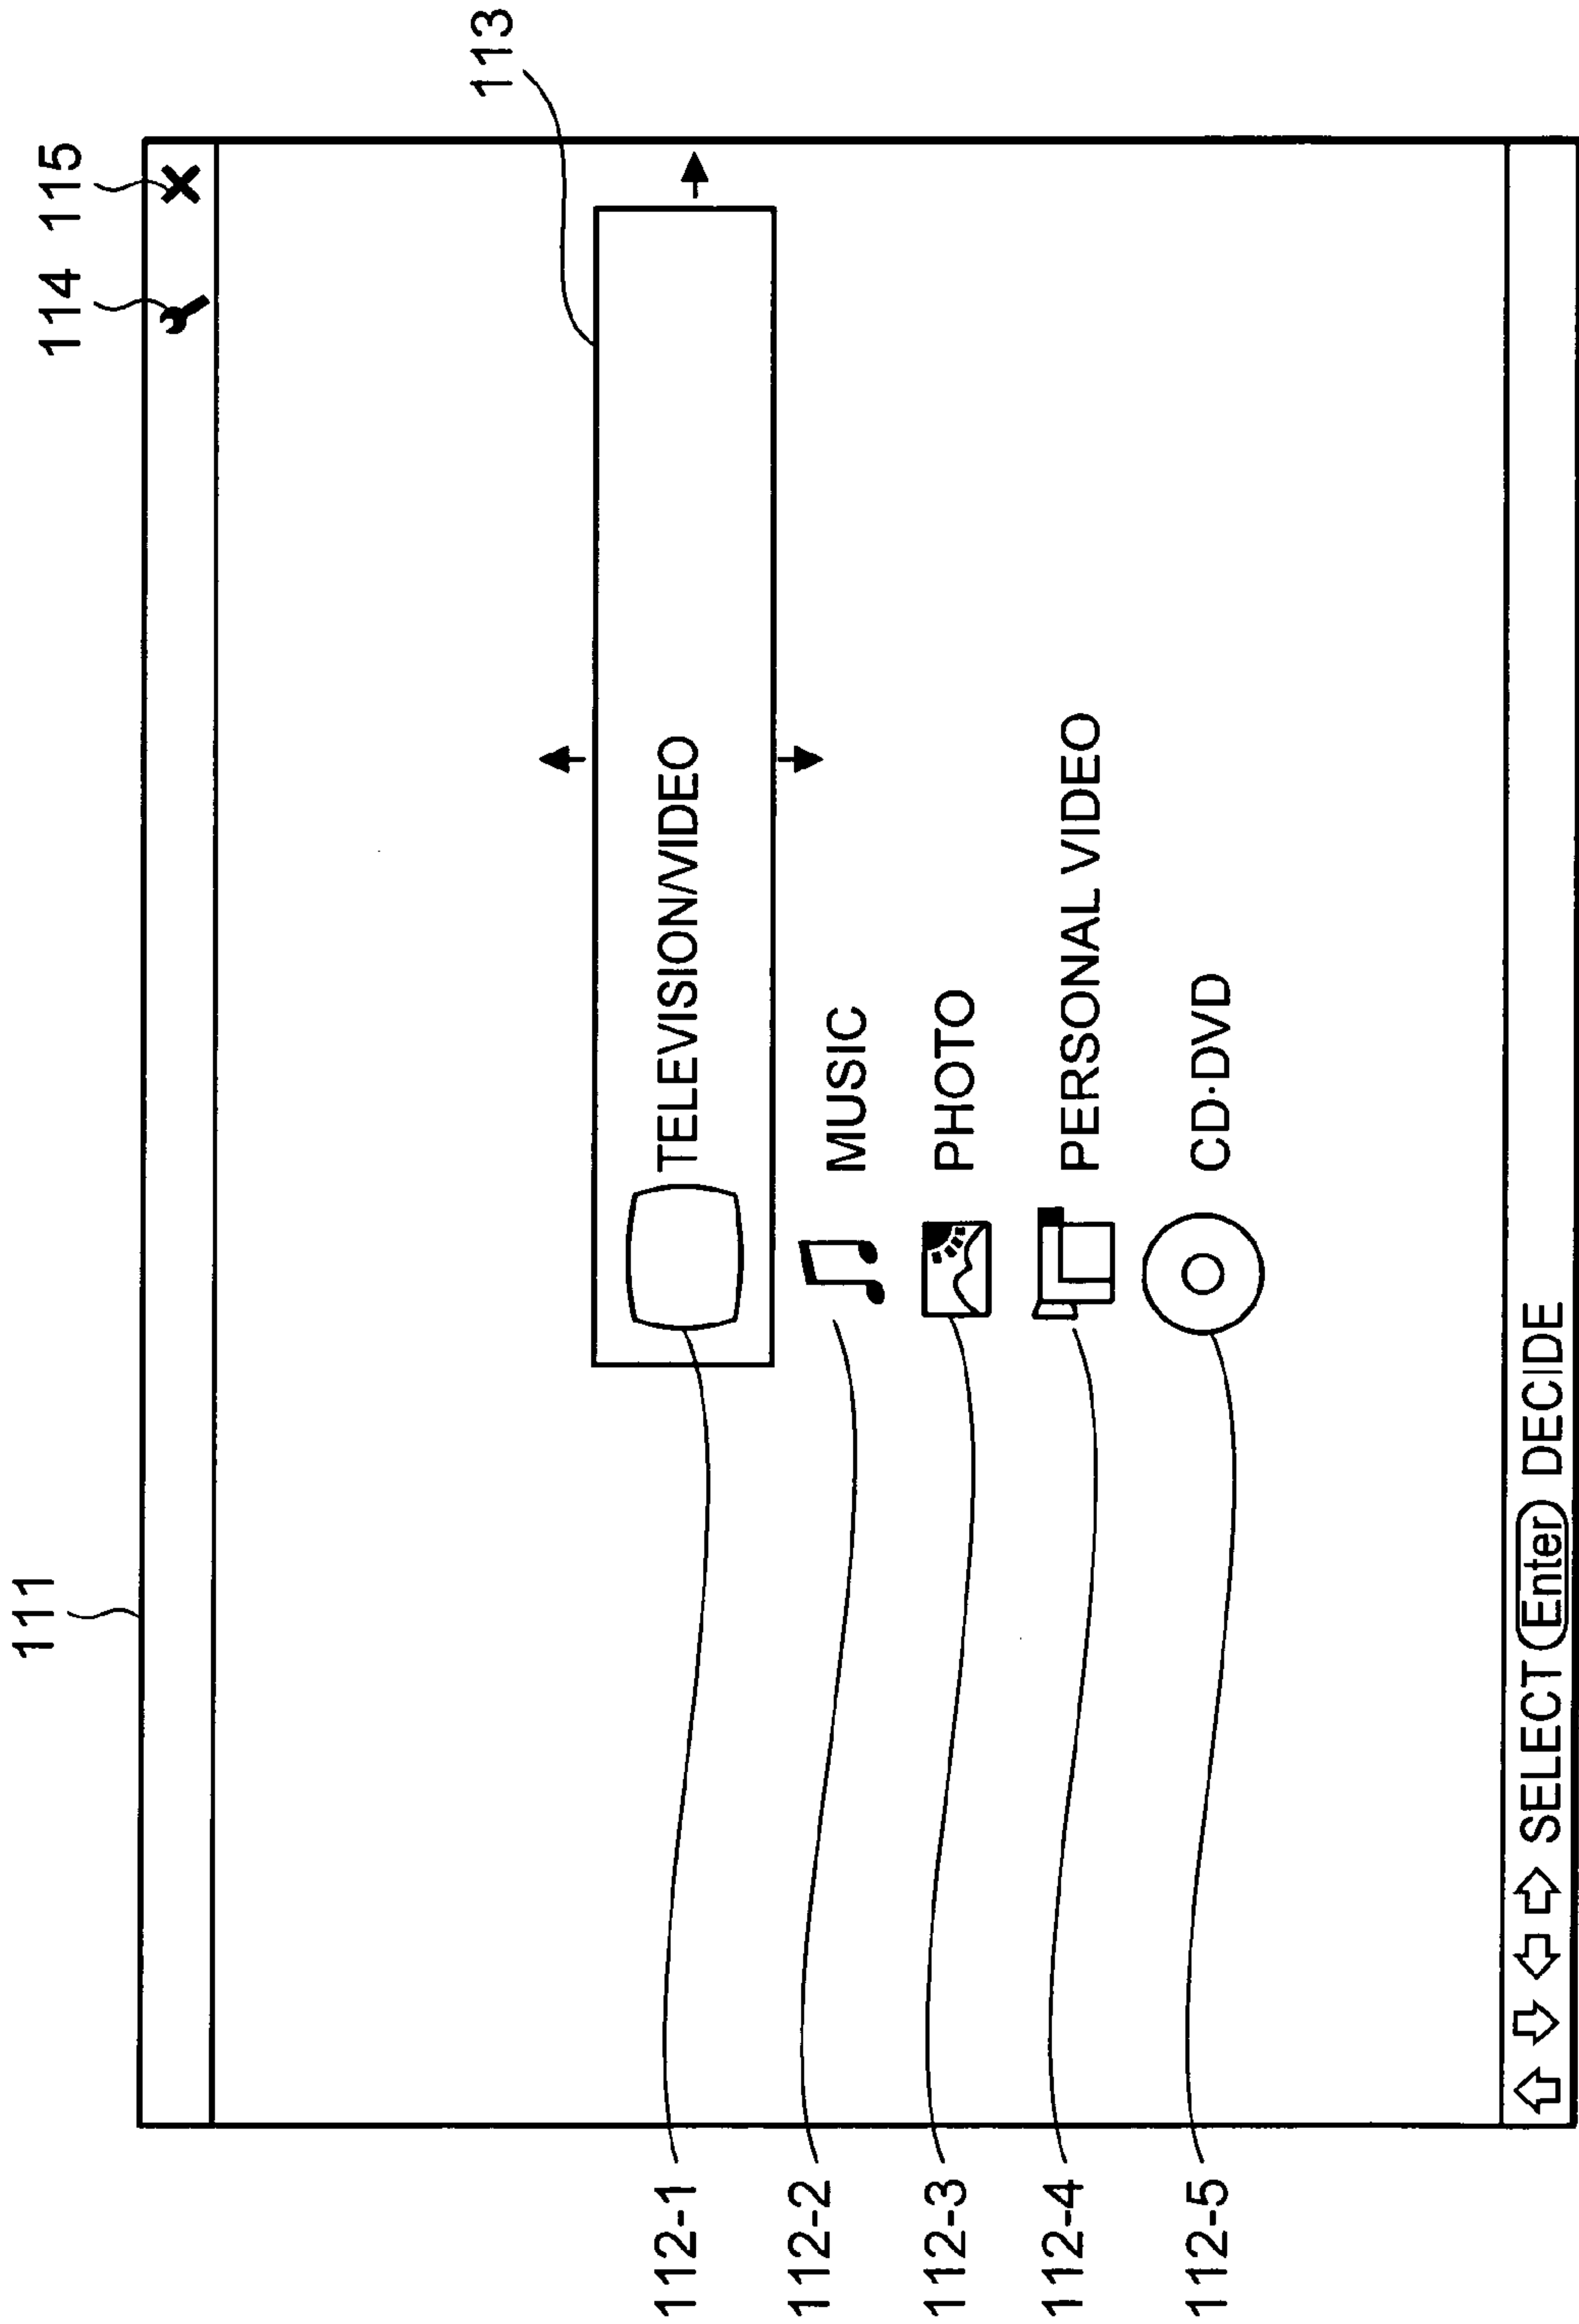 111
114 115
113
112-1
TELEVISION/VIDEO
112-2
MUSIC
112-3
PHOTO
112-4
PERSONAL VIDEO
112-5
CD·DVD
SELECT Enter DECIDE